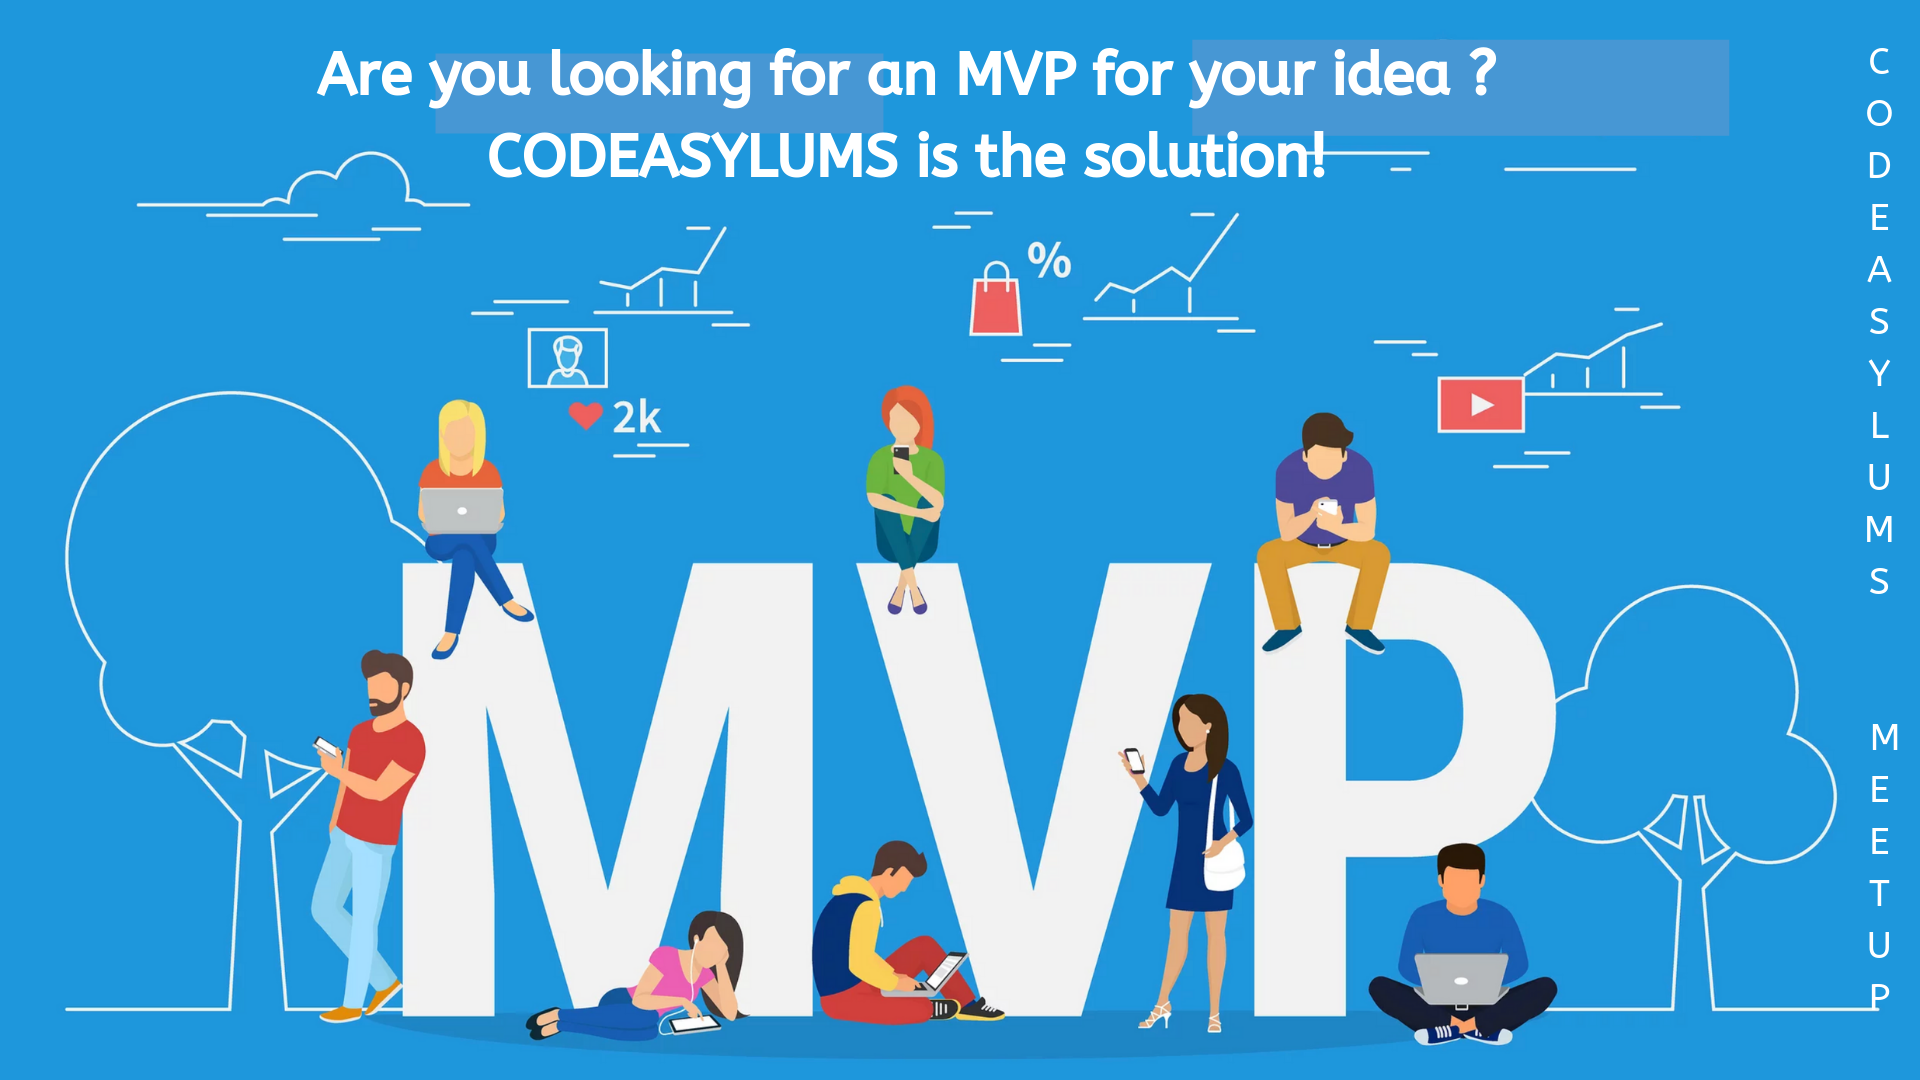 Are you looking for an MVP for your idea ?
CODEASYLUMS is the solution!
%
2k
MVP
CODEASYLUMS MEETUP